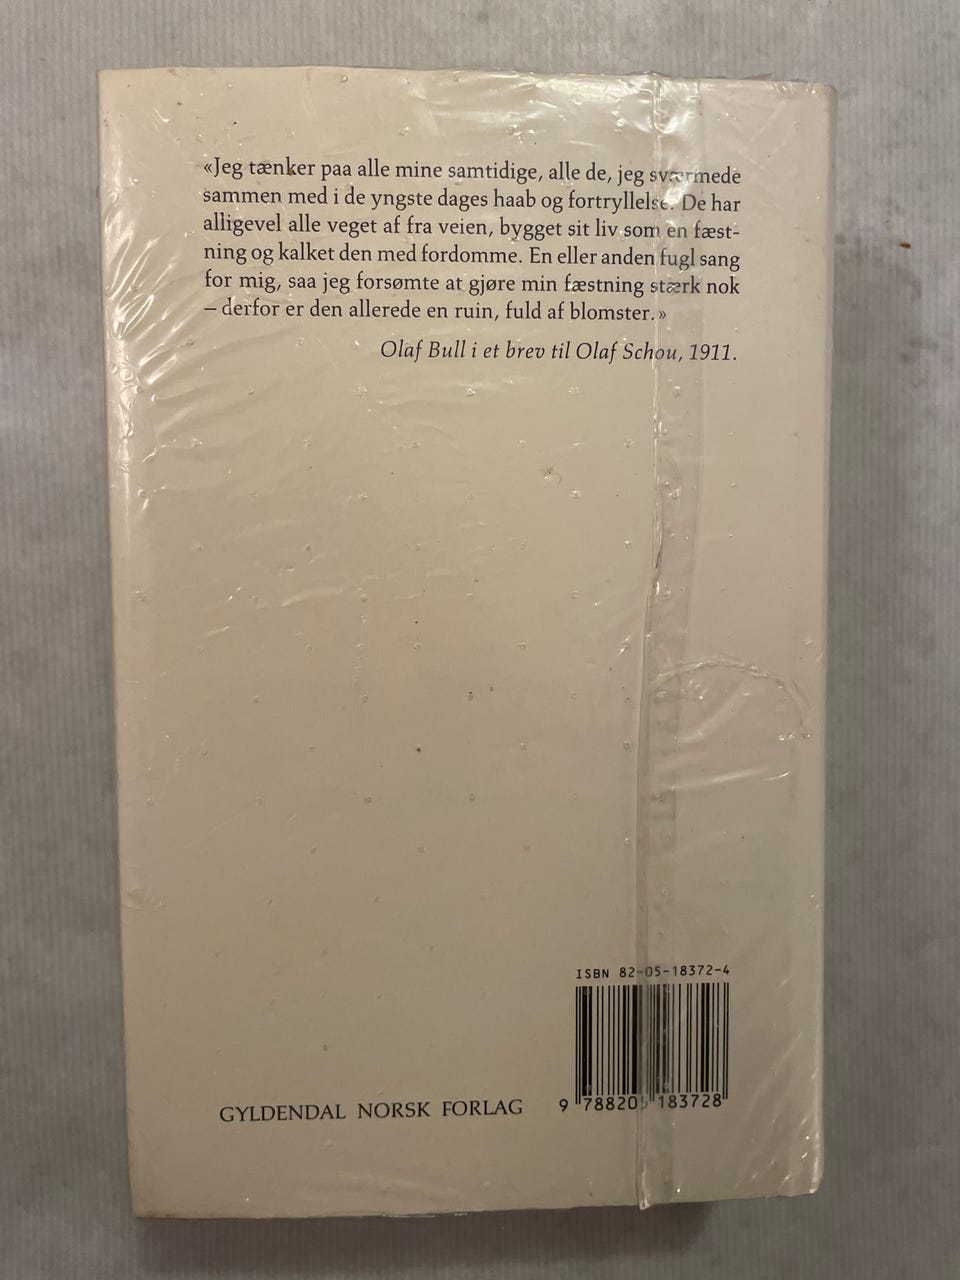 «Jeg tænker paa alle mine samtidige, alle de, jeg sværmede
sammen med i de yngste dages haab og fortryllelse. De har
alligevel alle veget af fra veien, bygget sit liv som en fæst-
ning og kalket den med fordomme. En eller anden fugl sang
for mig, saa jeg forsømte at gjøre min fæstning stærk nok
– derfor er den allerede en ruin, fuld af blomster.»
Olaf Bull i et brev til Olaf Schou, 1911.
ISBN 82-05-18372-4
9 788205 183728
GYLDENDAL NORSK FORLAG